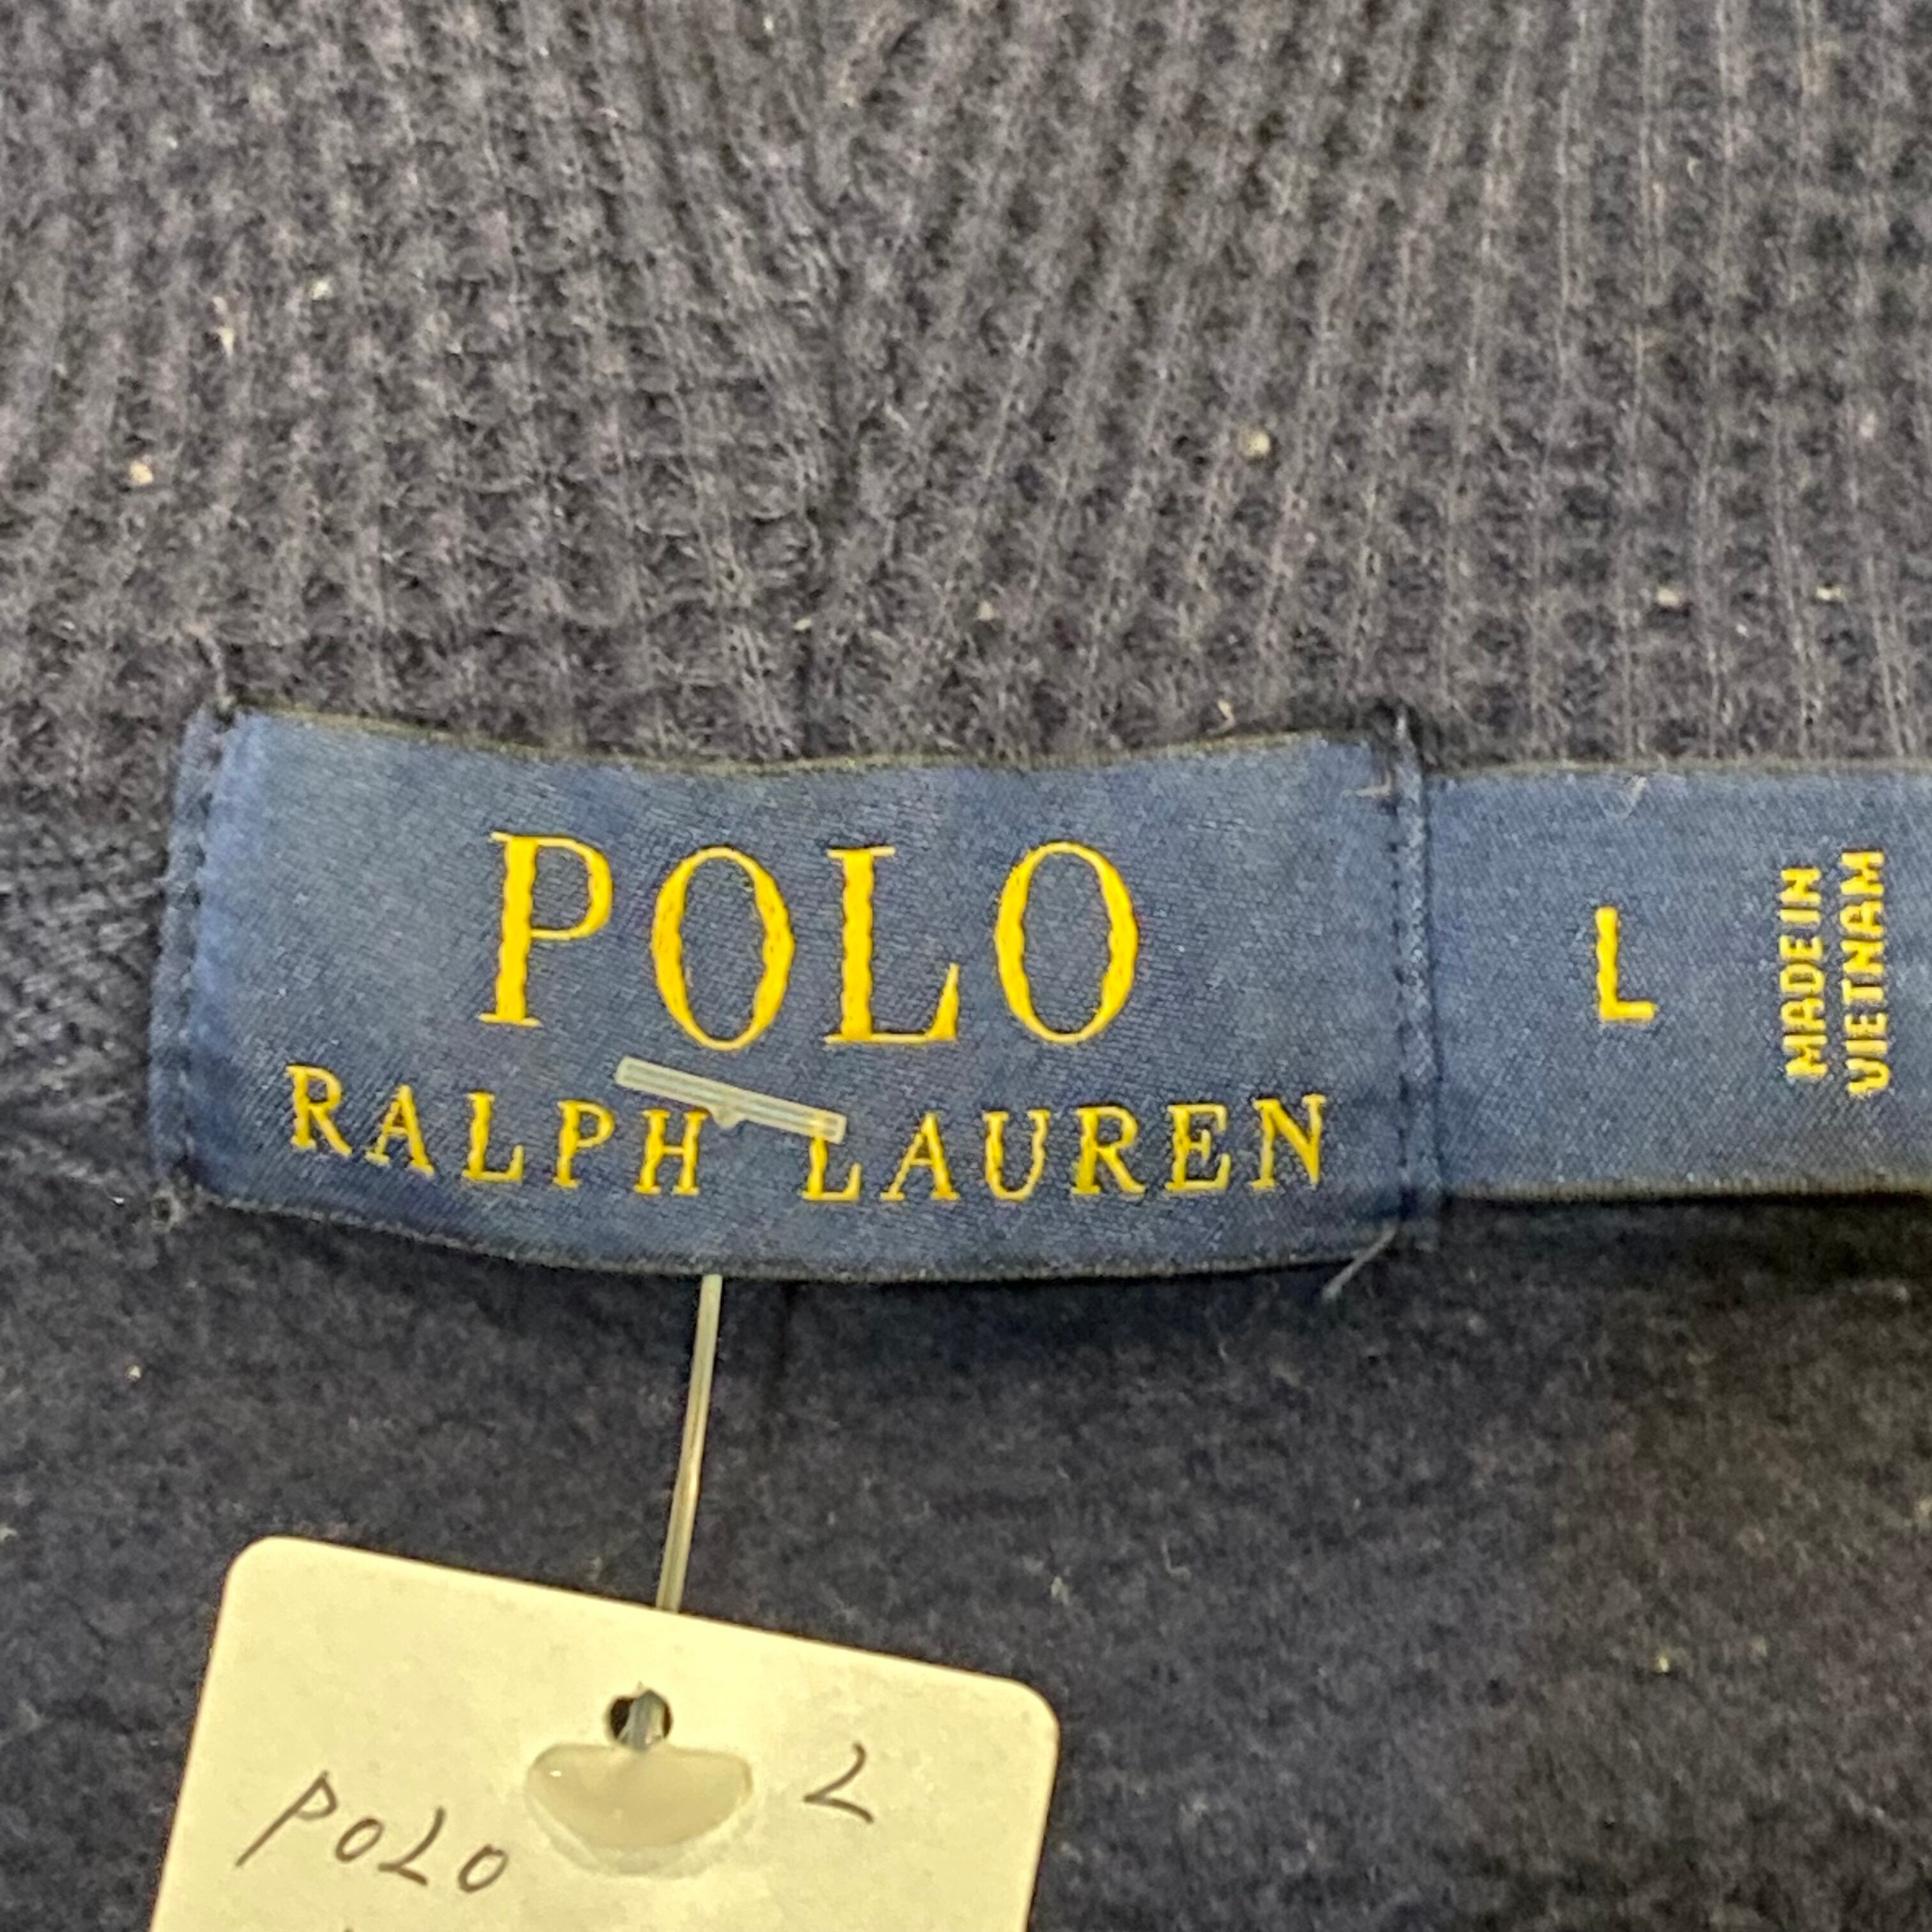 POLO
RALPH LAUREN
L
MADE IN
VIETNAM
POLO L